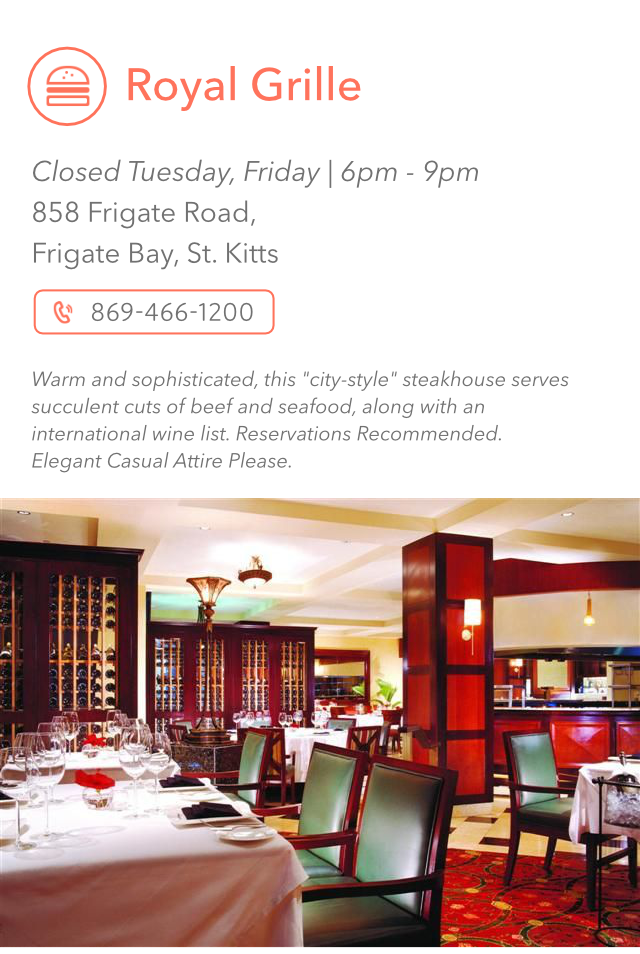 Royal Grille
Closed Tuesday, Friday | 6pm - 9pm
858 Frigate Road,
Frigate Bay, St. Kitts
869-466-1200
Warm and sophisticated, this "city-style" steakhouse serves
succulent cuts of beef and seafood, along with an
international wine list. Reservations Recommended.
Elegant Casual Attire Please.